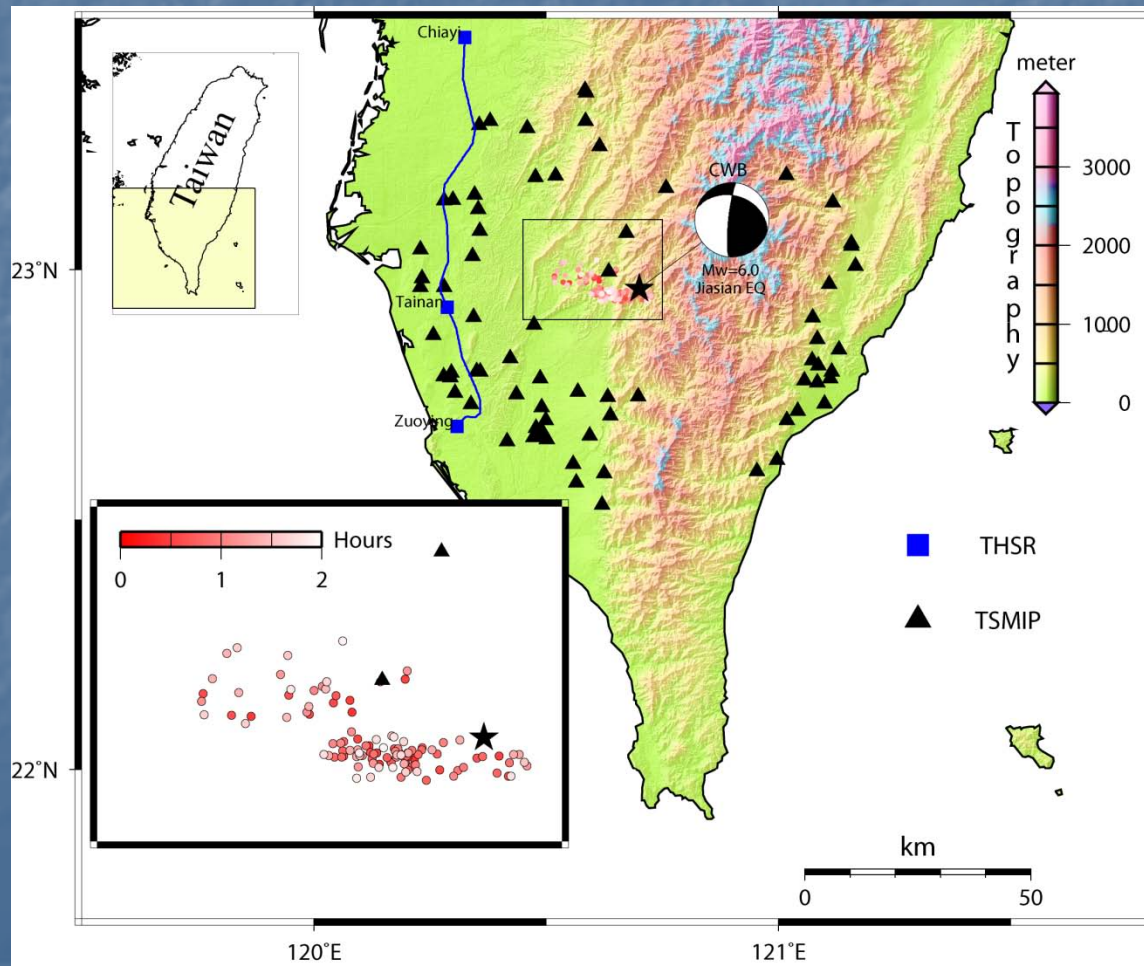 Chiayi
meter
Taiwan
Topography
3000
2000
1000
0
CWB
23°N
Mw=6.0
Jiasian EQ
Tainan
Zuoying
Hours
0
1
2
THSR
TSMIP
22°N
km
0
50
120°E
121°E